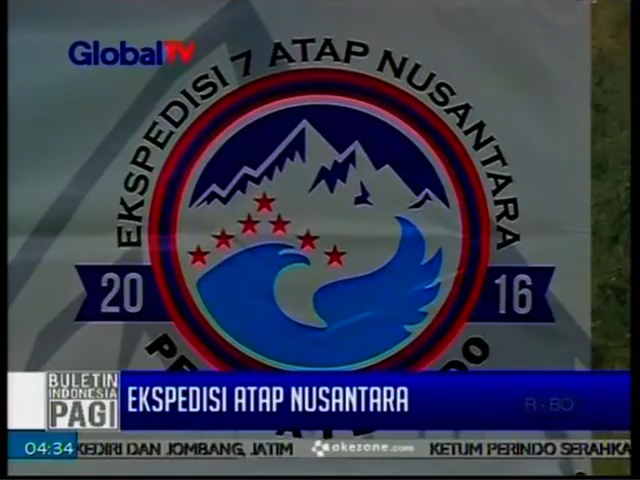 GlobalTV
EKSPEDISI 7 ATAP NUSANTARA
20 16
BULETIN
INDONESIA
PAGI
EKSPEDISI ATAP NUSANTARA
R - BO
04:34 KEDIRI DAN JOMBANG, JATIM okezone.com KETUM PERINDO SERAHKA